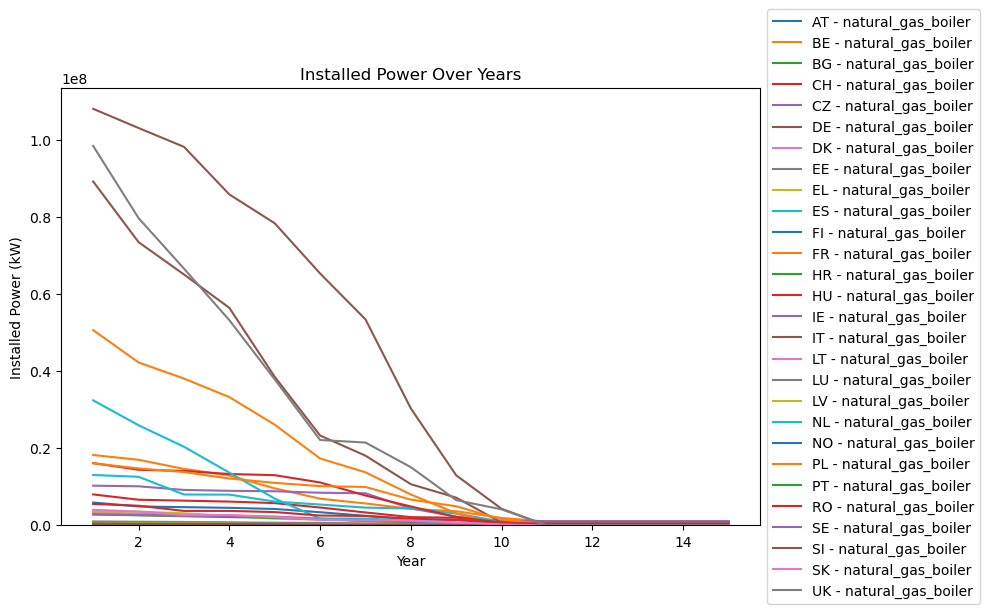 Installed Power Over Years
1e8
Installed Power (kW)
1.0
0.8
0.6
0.4
0.2
0.0
2
4
6
8
10
12
14
Year
AT - natural_gas_boiler
BE - natural_gas_boiler
BG - natural_gas_boiler
CH - natural_gas_boiler
CZ - natural_gas_boiler
DE - natural_gas_boiler
DK - natural_gas_boiler
EE - natural_gas_boiler
EL - natural_gas_boiler
ES - natural_gas_boiler
FI - natural_gas_boiler
FR - natural_gas_boiler
HR - natural_gas_boiler
HU - natural_gas_boiler
IE - natural_gas_boiler
IT - natural_gas_boiler
LT - natural_gas_boiler
LU - natural_gas_boiler
LV - natural_gas_boiler
NL - natural_gas_boiler
NO - natural_gas_boiler
PL - natural_gas_boiler
PT - natural_gas_boiler
RO - natural_gas_boiler
SE - natural_gas_boiler
SI - natural_gas_boiler
SK - natural_gas_boiler
UK - natural_gas_boiler